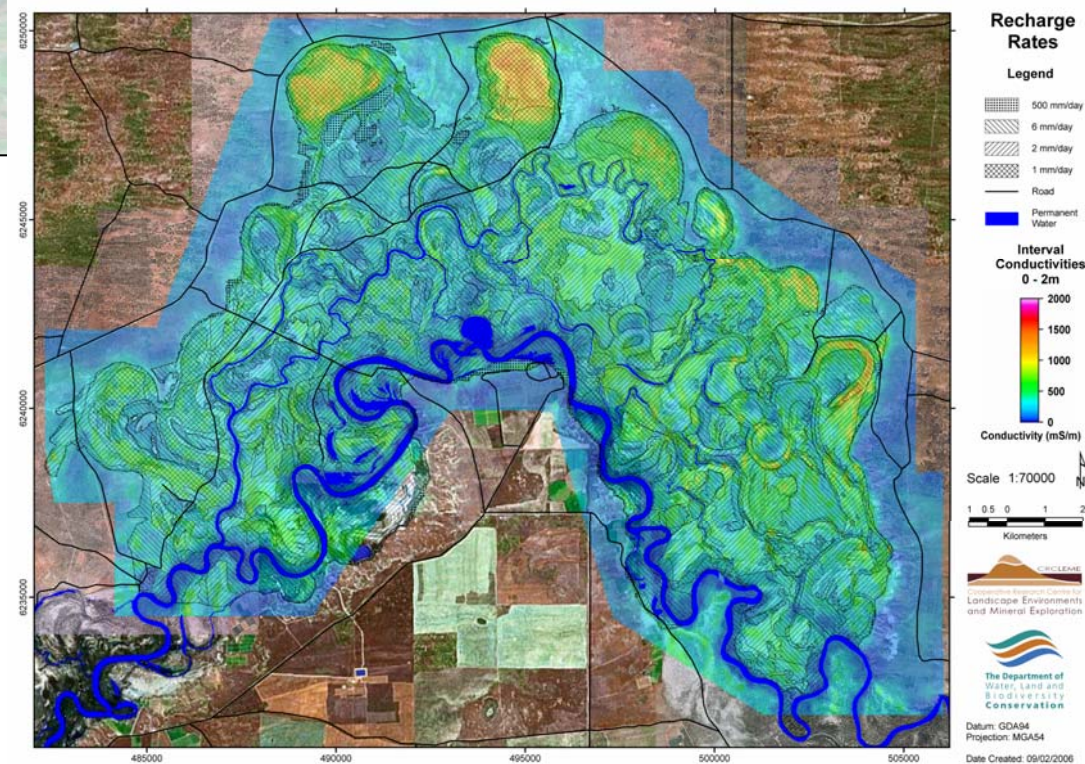 Recharge
Rates
Legend
500 mm/day
6 mm/day
2 mm/day
1 mm/day
Road
Permanent
Water
Interval
Conductivities
0 - 2m
2000
1500
1000
500
0
Conductivity (mS/m)
Scale 1:70000
N
1 0.5 0 1 2
Kilometers
CRCLEME
Cooperative Research Centre for
Landscape Environments
and Mineral Exploration
The Department of
Water, Land and
Biodiversity
Conservation
Datum: GDA94
Projection: MGA54
Date Created: 09/02/2006
6250000
6245000
6240000
6235000
485000 490000 495000 500000 505000